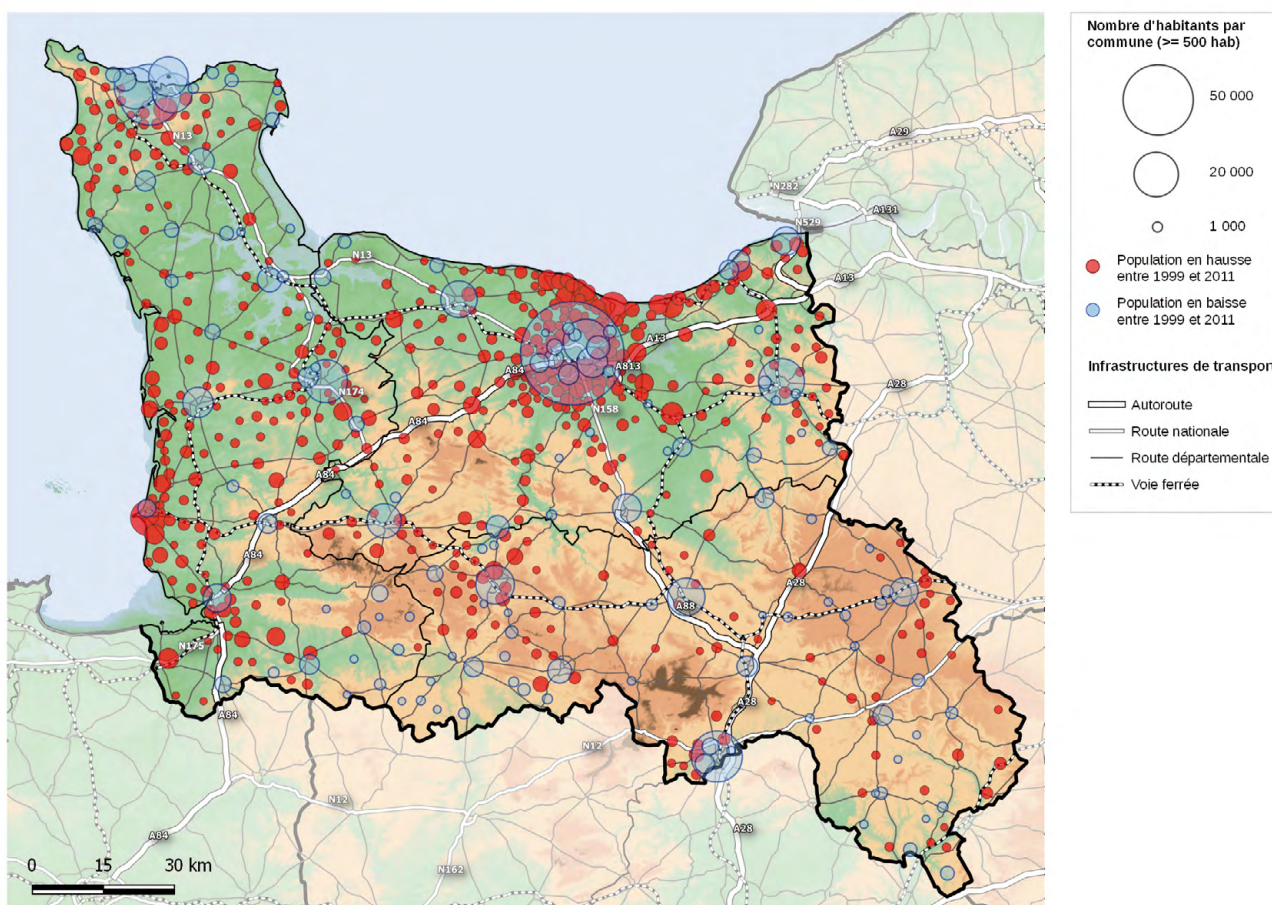 N13
N13
N174
A84
A84
A84
A84
A13
A813
N158
N175
A84
A84
A88
A28
A28
A28
N12
N12
N162
A29
N282
N529
A131
A13
A28
0 15 30 km
Nombre d'habitants par
commune (>= 500 hab)
50 000
20 000
1 000
Population en hausse
entre 1999 et 2011
Population en baisse
entre 1999 et 2011
Infrastructures de transport
Autoroute
Route nationale
Route départementale
Voie ferrée